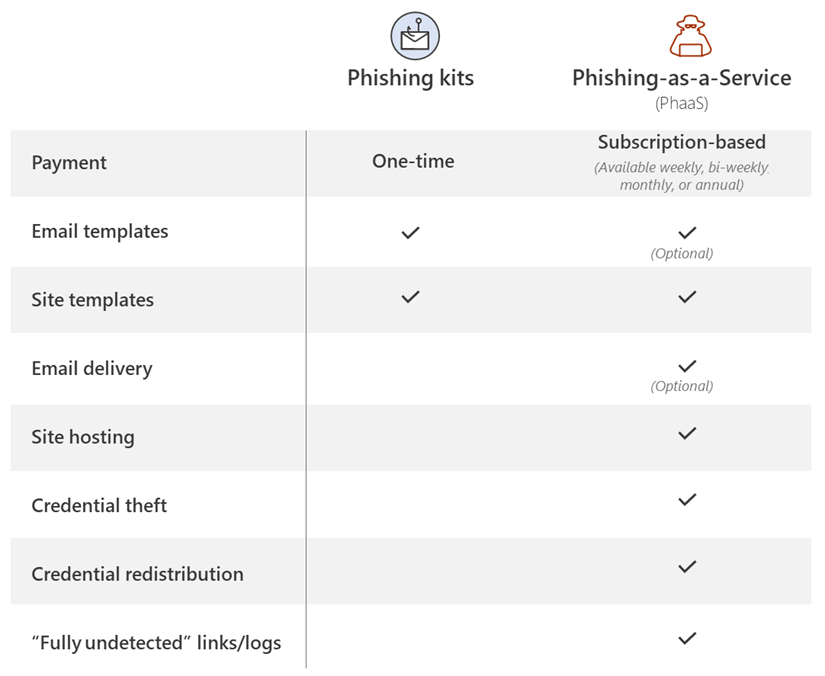 Phishing kits
Phishing-as-a-Service
(PhaaS)
Payment
One-time
Subscription-based
(Available weekly, bi-weekly,
monthly, or annual)
Email templates
(Optional)
Site templates
Email delivery
(Optional)
Site hosting
Credential theft
Credential redistribution
“Fully undetected” links/logs